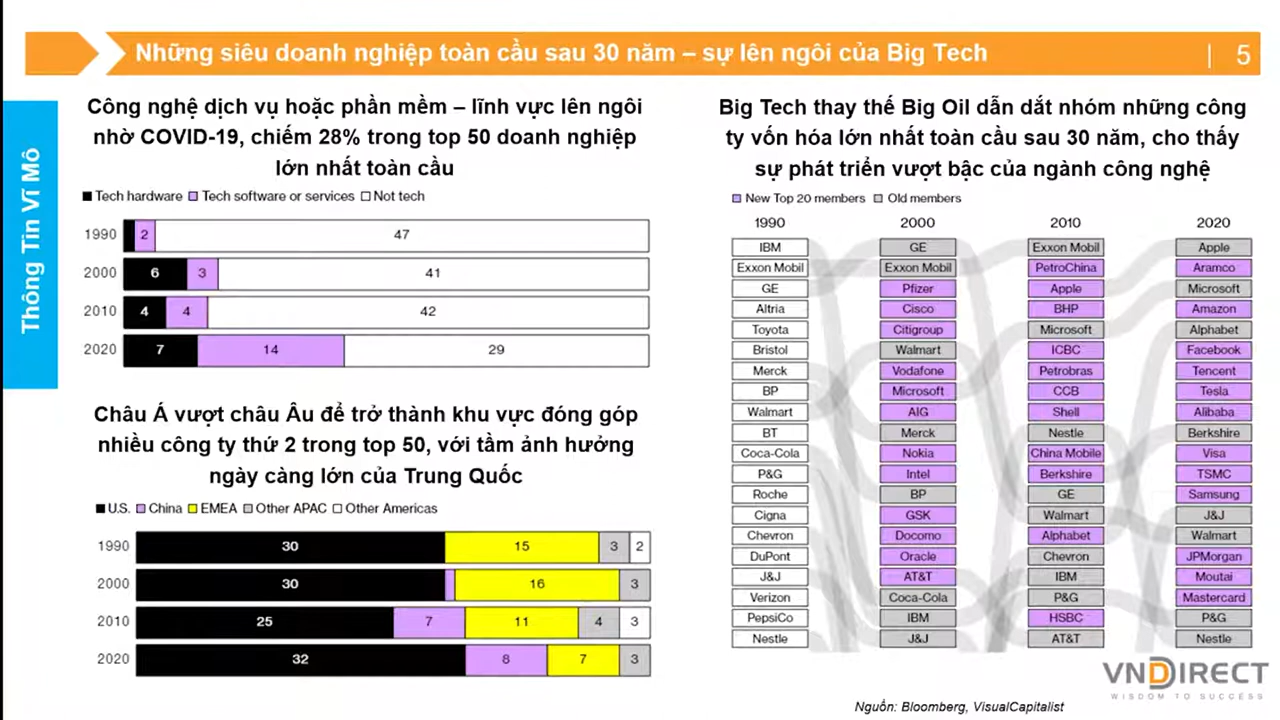 Những siêu doanh nghiệp toàn cầu sau 30 năm – sự lên ngôi của Big Tech
| 5
Thông Tin Vĩ Mô
Công nghệ dịch vụ hoặc phần mềm – lĩnh vực lên ngôi
nhờ COVID-19, chiếm 28% trong top 50 doanh nghiệp
lớn nhất toàn cầu
Tech hardware Tech software or services Not tech
1990 2 47
2000 6 3 41
2010 4 4 42
2020 7 14 29
Châu Á vượt châu Âu để trở thành khu vực đóng góp
nhiều công ty thứ 2 trong top 50, với tầm ảnh hưởng
ngày càng lớn của Trung Quốc
U.S. China EMEA Other APAC Other Americas
1990 30 15 3 2
2000 30 16 3
2010 25 7 11 4 3
2020 32 8 7 3
Big Tech thay thế Big Oil dẫn dắt nhóm những công
ty vốn hóa lớn nhất toàn cầu sau 30 năm, cho thấy
sự phát triển vượt bậc của ngành công nghệ
New Top 20 members Old members
1990 2000 2010 2020
IBM GE Exxon Mobil Apple
Exxon Mobil Exxon Mobil PetroChina Aramco
GE Pfizer Apple Microsoft
Altria Cisco BHP Amazon
Toyota Citigroup Microsoft Alphabet
Bristol Walmart ICBC Facebook
Merck Vodafone Petrobras Tencent
BP Microsoft CCB Tesla
Walmart AIG Shell Alibaba
BT Merck Nestle Berkshire
Coca-Cola Nokia China Mobile Visa
P&G Intel Berkshire TSMC
Roche BP GE Samsung
Cigna GSK Walmart J&J
Chevron Docomo Alphabet Walmart
DuPont Oracle Chevron JPMorgan
J&J AT&T IBM Moutai
Verizon Coca-Cola P&G Mastercard
PepsiCo IBM HSBC P&G
Nestle J&J AT&T Nestle
VNDIRECT
WISDOM TO SUCCESS
Nguồn: Bloomberg, VisualCapitalist